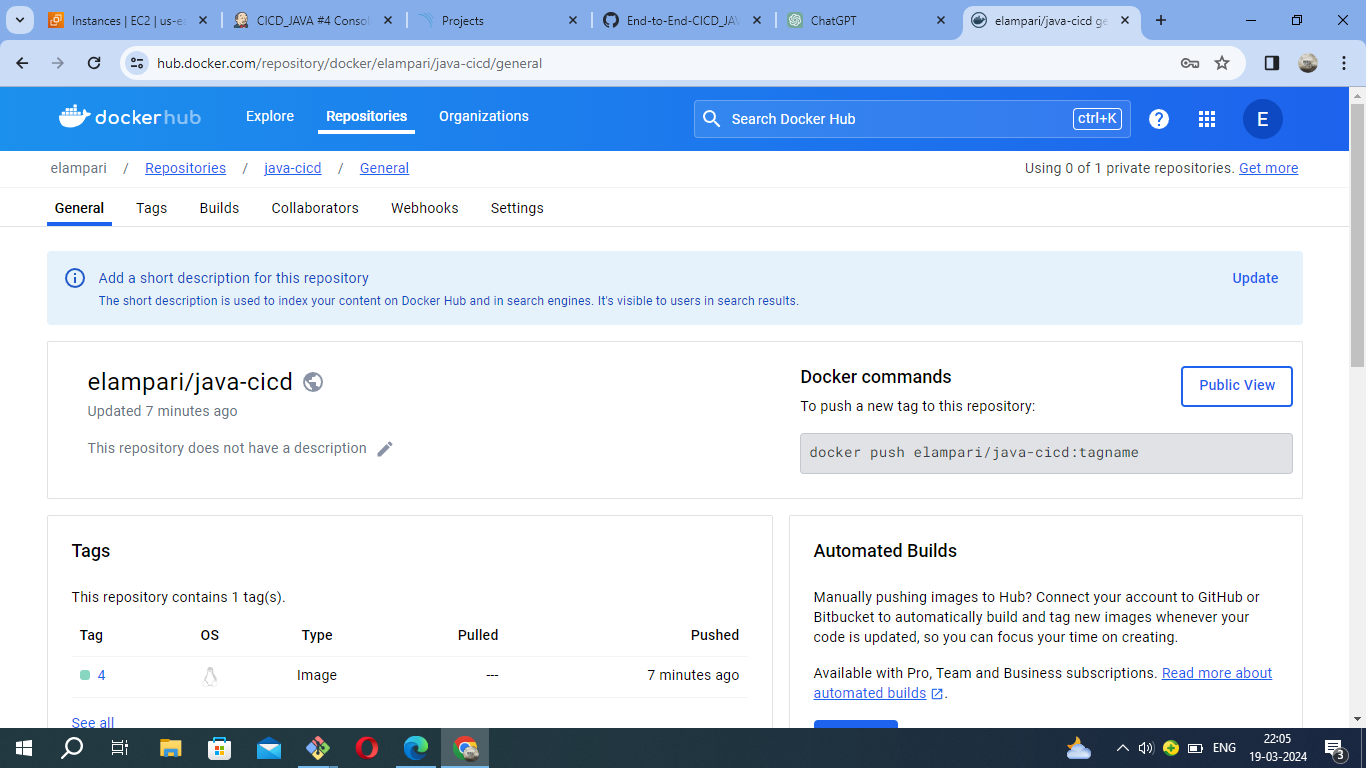 Instances | EC2 | us-ea
CICD_JAVA #4 Consol
Projects
End-to-End-CICD_JAV
ChatGPT
elampari/java-cicd ge
hub.docker.com/repository/docker/elampari/java-cicd/general
dockerhub
Explore
Repositories
Organizations
Search Docker Hub
ctrl+K
?
E
elampari / Repositories / java-cicd / General
Using 0 of 1 private repositories. Get more
General
Tags
Builds
Collaborators
Webhooks
Settings
Add a short description for this repository
Update
The short description is used to index your content on Docker Hub and in search engines. It's visible to users in search results.
elampari/java-cicd
Updated 7 minutes ago
This repository does not have a description
Docker commands
Public View
To push a new tag to this repository:
docker push elampari/java-cicd:tagname
Tags
This repository contains 1 tag(s).
Tag OS Type Pulled Pushed
4 Image --- 7 minutes ago
See all
Automated Builds
Manually pushing images to Hub? Connect your account to GitHub or
Bitbucket to automatically build and tag new images whenever your
code is updated, so you can focus your time on creating.
Available with Pro, Team and Business subscriptions. Read more about
automated builds .
ENG
22:05
19-03-2024
3